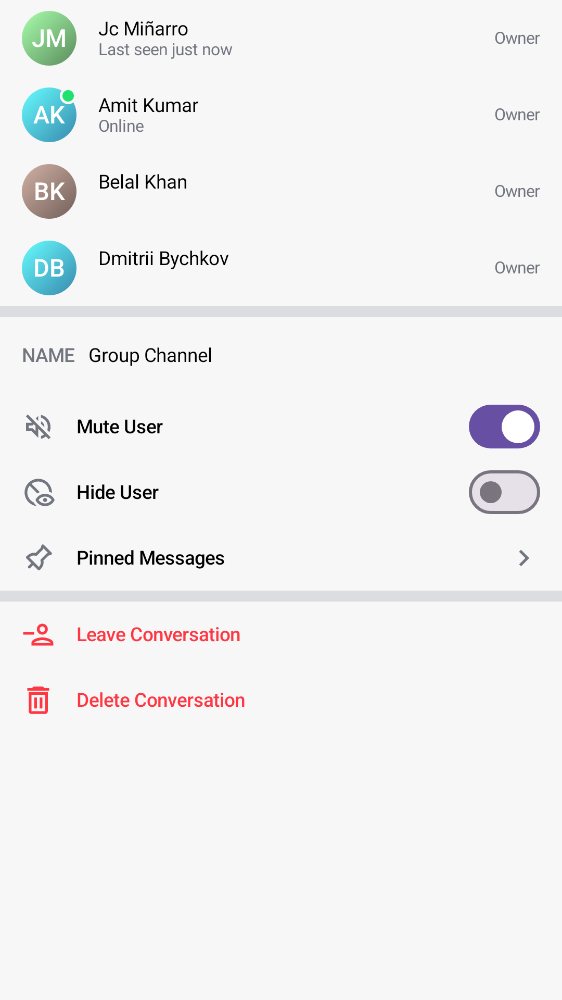 JM
Jc Miñarro
Last seen just now
Owner
AK
Amit Kumar
Online
Owner
BK
Belal Khan
Owner
DB
Dmitrii Bychkov
Owner
NAME Group Channel
Mute User
Hide User
Pinned Messages
Leave Conversation
Delete Conversation